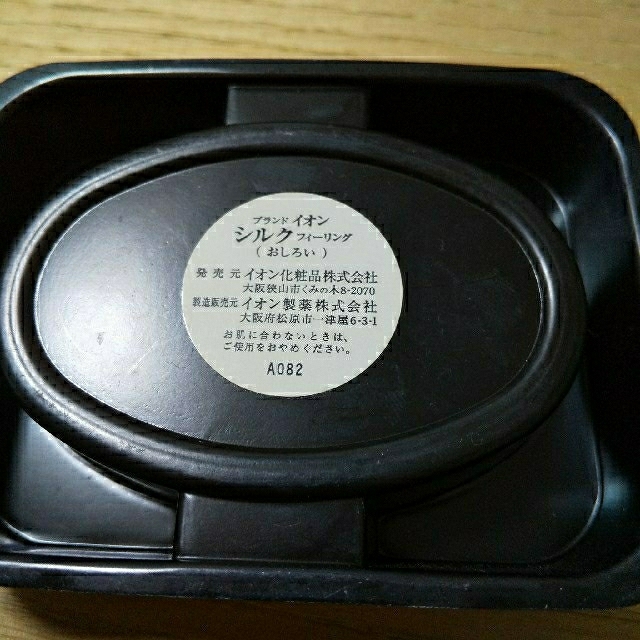 ブランド イオン
シルク フィーリング
(おしろい)
発売元 イオン化粧品株式会社
大阪狭山市くみの木8-2070
製造販売元 イオン製薬株式会社
大阪府松原市一津屋6-3-1
お肌に合わないときは、
ご使用をおやめください。
A082